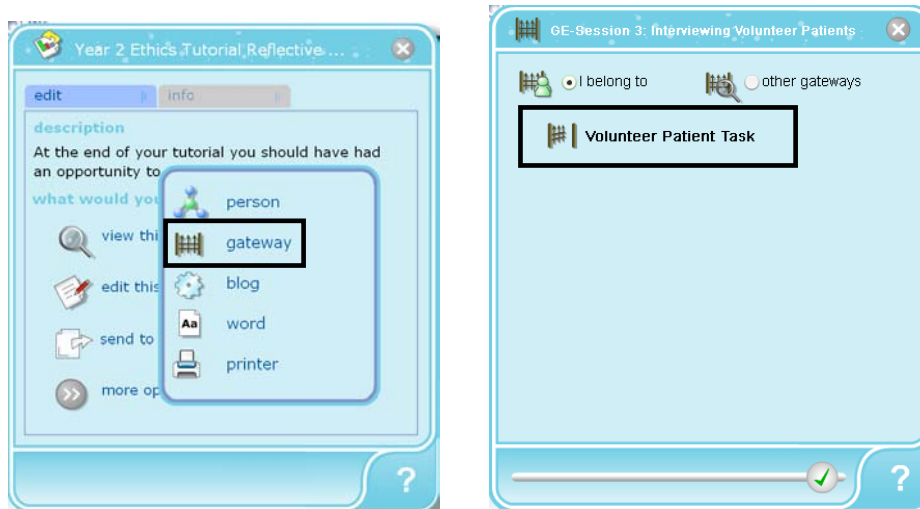 Year 2 Ethics Tutorial Reflective ...
edit
info
description
At the end of your tutorial you should have had
an opportunity to
what would you
view thi
edit this
send to
more op
person
gateway
blog
Aa
word
printer
?
GE-Session 3: Interviewing Volunteer Patients
I belong to
other gateways
Volunteer Patient Task
?